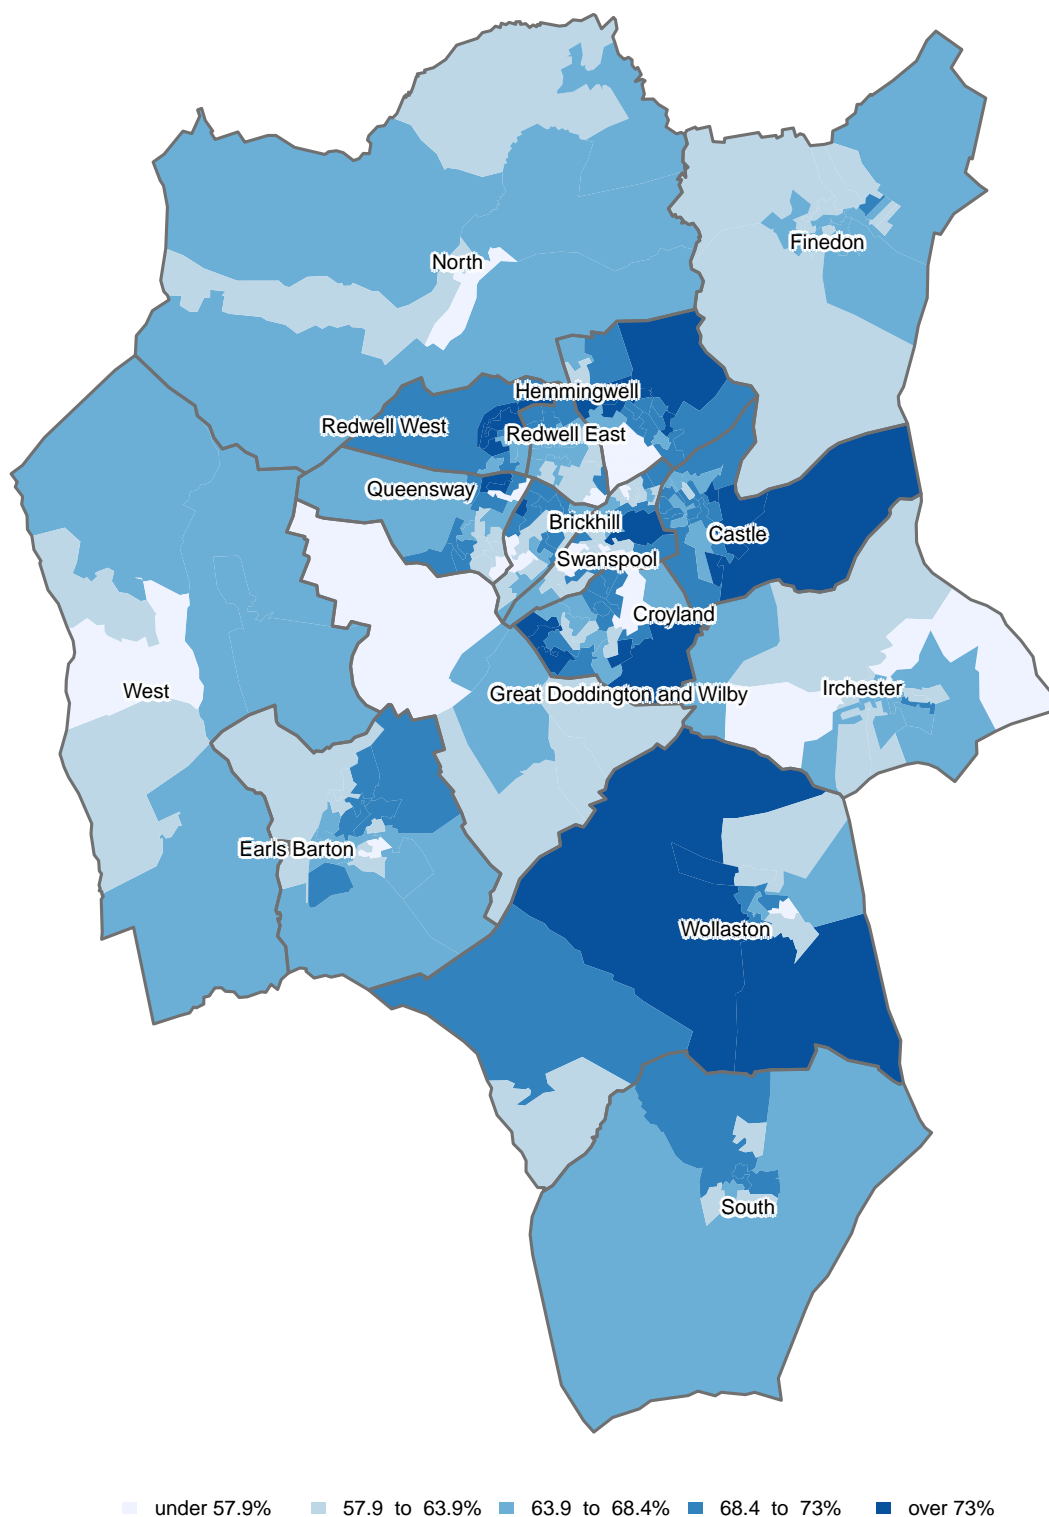 Finedon
North
Hemmingwell
Redwell West
Redwell East
Queensway
Brickhill
Castle
Swanspool
Croyland
West
Irchester
Great Doddington and Wilby
Earls Barton
Wollaston
South
under 57.9% 57.9 to 63.9% 63.9 to 68.4% 68.4 to 73% over 73%